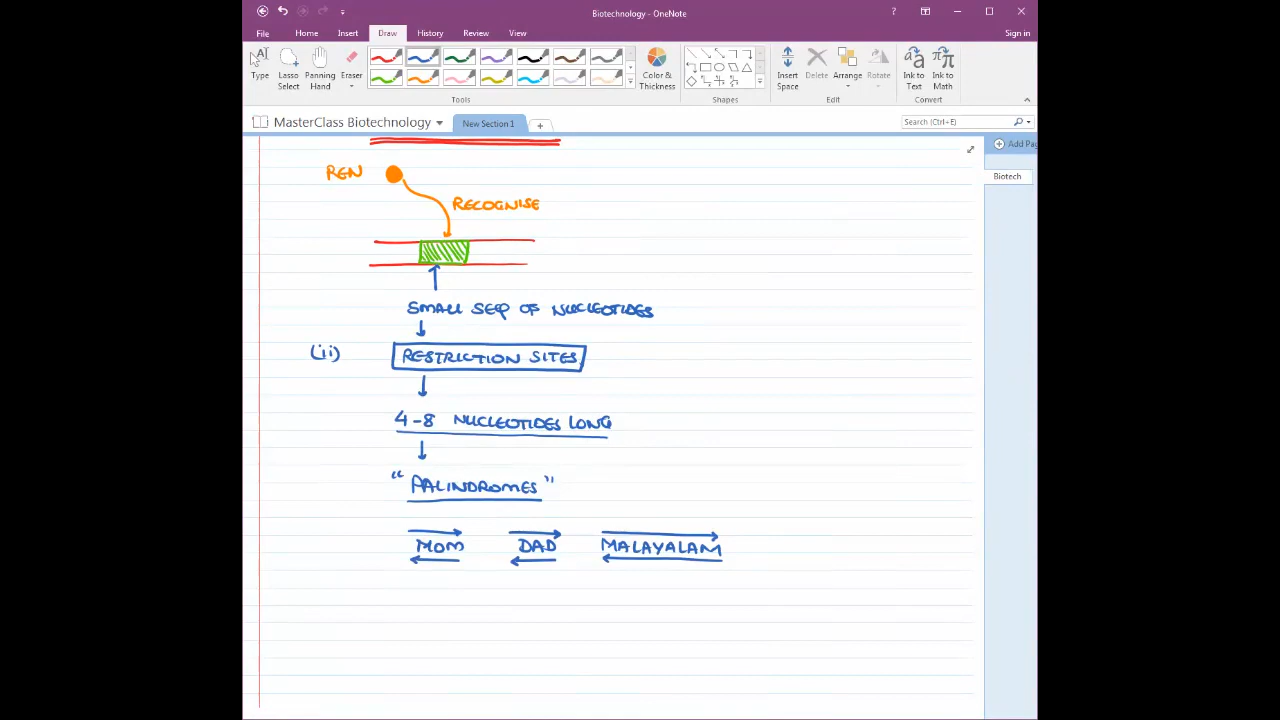 Biotechnology - OneNote
? 
Sign in
File Home Insert Draw History Review View
Type
Lasso Select
Panning Hand
Eraser
Color & Thickness
Insert Space
Delete
Arrange
Rotate
Ink to Text
Ink to Math
Tools
Shapes
Edit
Convert
MasterClass Biotechnology
New Section 1
+
Search (Ctrl+E)
Add Pag
Biotech
REN
RECOGNISE
SMALL SEQ OF NUCLEOTIDES
(ii) RESTRICTION SITES
4-8 NUCLEOTIDES LONG
"PALINDROMES"
MOM DAD MALAYALAM